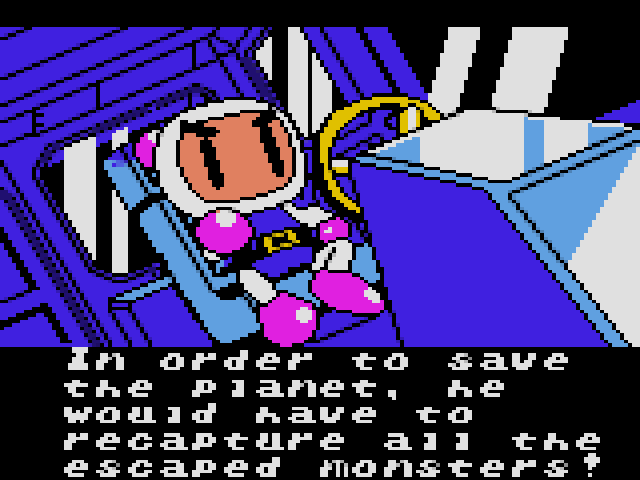 In order to save
the planet, he
would have to
recapture all the
escaped monsters!